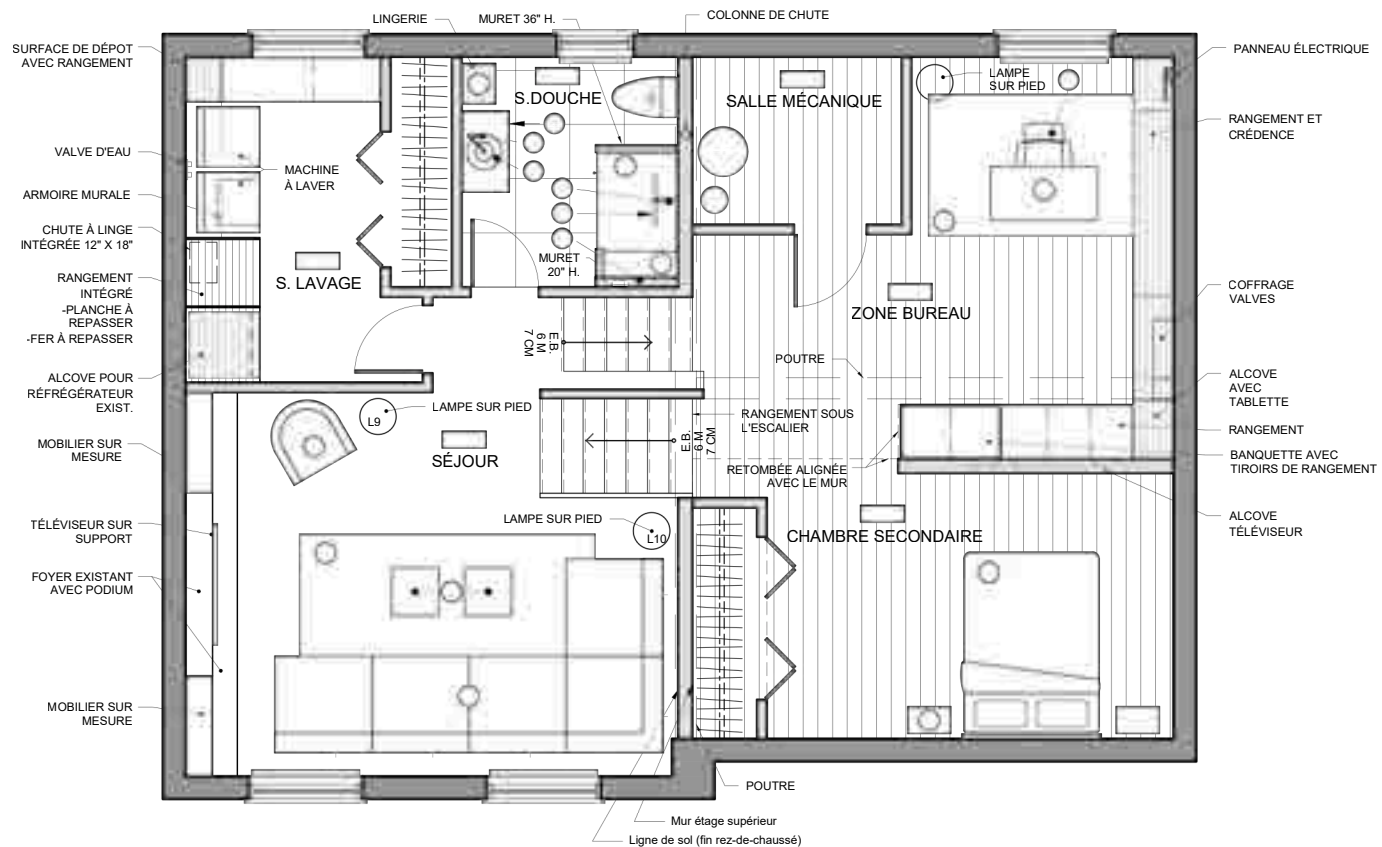 LINGERIE
MURET 36" H.
COLONNE DE CHUTE
SURFACE DE DÉPOT
AVEC RANGEMENT
PANNEAU ÉLECTRIQUE
S.DOUCHE
SALLE MÉCANIQUE
LAMPE
SUR PIED
RANGEMENT ET
CRÉDENCE
VALVE D'EAU
MACHINE
À LAVER
ARMOIRE MURALE
CHUTE À LINGE
INTÉGRÉE 12" X 18"
MURET
20" H.
RANGEMENT
INTÉGRÉ
-PLANCHE À
REPASSER
-FER À REPASSER
S. LAVAGE
COFFRAGE
VALVES
ZONE BUREAU
E.B.
6 M
7 CM
POUTRE
ALCOVE POUR
RÉFRÉGÉRATEUR
EXIST.
ALCOVE
AVEC
TABLETTE
L9
LAMPE SUR PIED
RANGEMENT SOUS
L'ESCALIER
RANGEMENT
E.B.
6 M
7 CM
MOBILIER SUR
MESURE
SÉJOUR
BANQUETTE AVEC
TIROIRS DE RANGEMENT
RETOMBÉE ALIGNÉE
AVEC LE MUR
TÉLÉVISEUR SUR
SUPPORT
LAMPE SUR PIED
L10
CHAMBRE SECONDAIRE
ALCOVE
TÉLÉVISEUR
FOYER EXISTANT
AVEC PODIUM
MOBILIER SUR
MESURE
POUTRE
Mur étage supérieur
Ligne de sol (fin rez-de-chaussé)